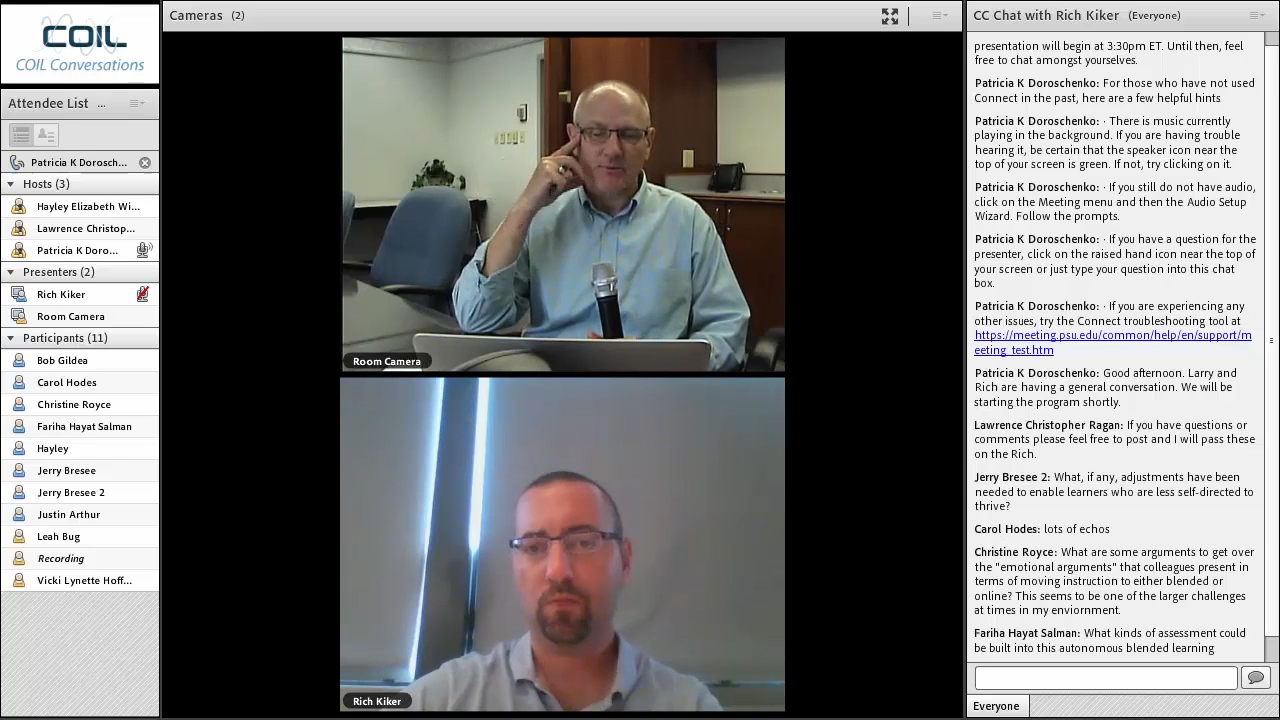 COIL
COIL Conversations
Attendee List ...
Patricia K Dorosch...
Hosts (3)
Hayley Elizabeth Wi...
Lawrence Christop...
Patricia K Doro...
Presenters (2)
Rich Kiker
Room Camera
Participants (11)
Bob Gildea
Carol Hodes
Christine Royce
Fariha Hayat Salman
Hayley
Jerry Bresee
Jerry Bresee 2
Justin Arthur
Leah Bug
Recording
Vicki Lynette Hoff...
Cameras (2)
Room Camera
Rich Kiker
CC Chat with Rich Kiker (Everyone)
presentation will begin at 3:30pm ET. Until then, feel
free to chat amongst yourselves.
Patricia K Doroschenko: For those who have not used
Connect in the past, here are a few helpful hints
Patricia K Doroschenko: · There is music currently
playing in the background. If you are having trouble
hearing it, be certain that the speaker icon near the
top of your screen is green. If not, try clicking on it.
Patricia K Doroschenko: · If you still do not have audio,
click on the Meeting menu and then the Audio Setup
Wizard. Follow the prompts.
Patricia K Doroschenko: · If you have a question for the
presenter, click on the raised hand icon near the top of
your screen or just type your question into this chat
box.
Patricia K Doroschenko: · If you are experiencing any
other issues, try the Connect troubleshooting tool at
https://meeting.psu.edu/common/help/en/support/m
eeting_test.htm
Patricia K Doroschenko: Good afternoon. Larry and
Rich are having a general conversation. We will be
starting the program shortly.
Lawrence Christopher Ragan: If you have questions or
comments please feel free to post and I will pass these
on the Rich.
Jerry Bresee 2: What, if any, adjustments have been
needed to enable learners who are less self-directed to
thrive?
Carol Hodes: lots of echos
Christine Royce: What are some arguments to get over
the "emotional arguments" that colleagues present in
terms of moving instruction to either blended or
online? This seems to be one of the larger challenges
at times in my enviornment.
Fariha Hayat Salman: What kinds of assessment could
be built into this autonomous blended learning
Everyone